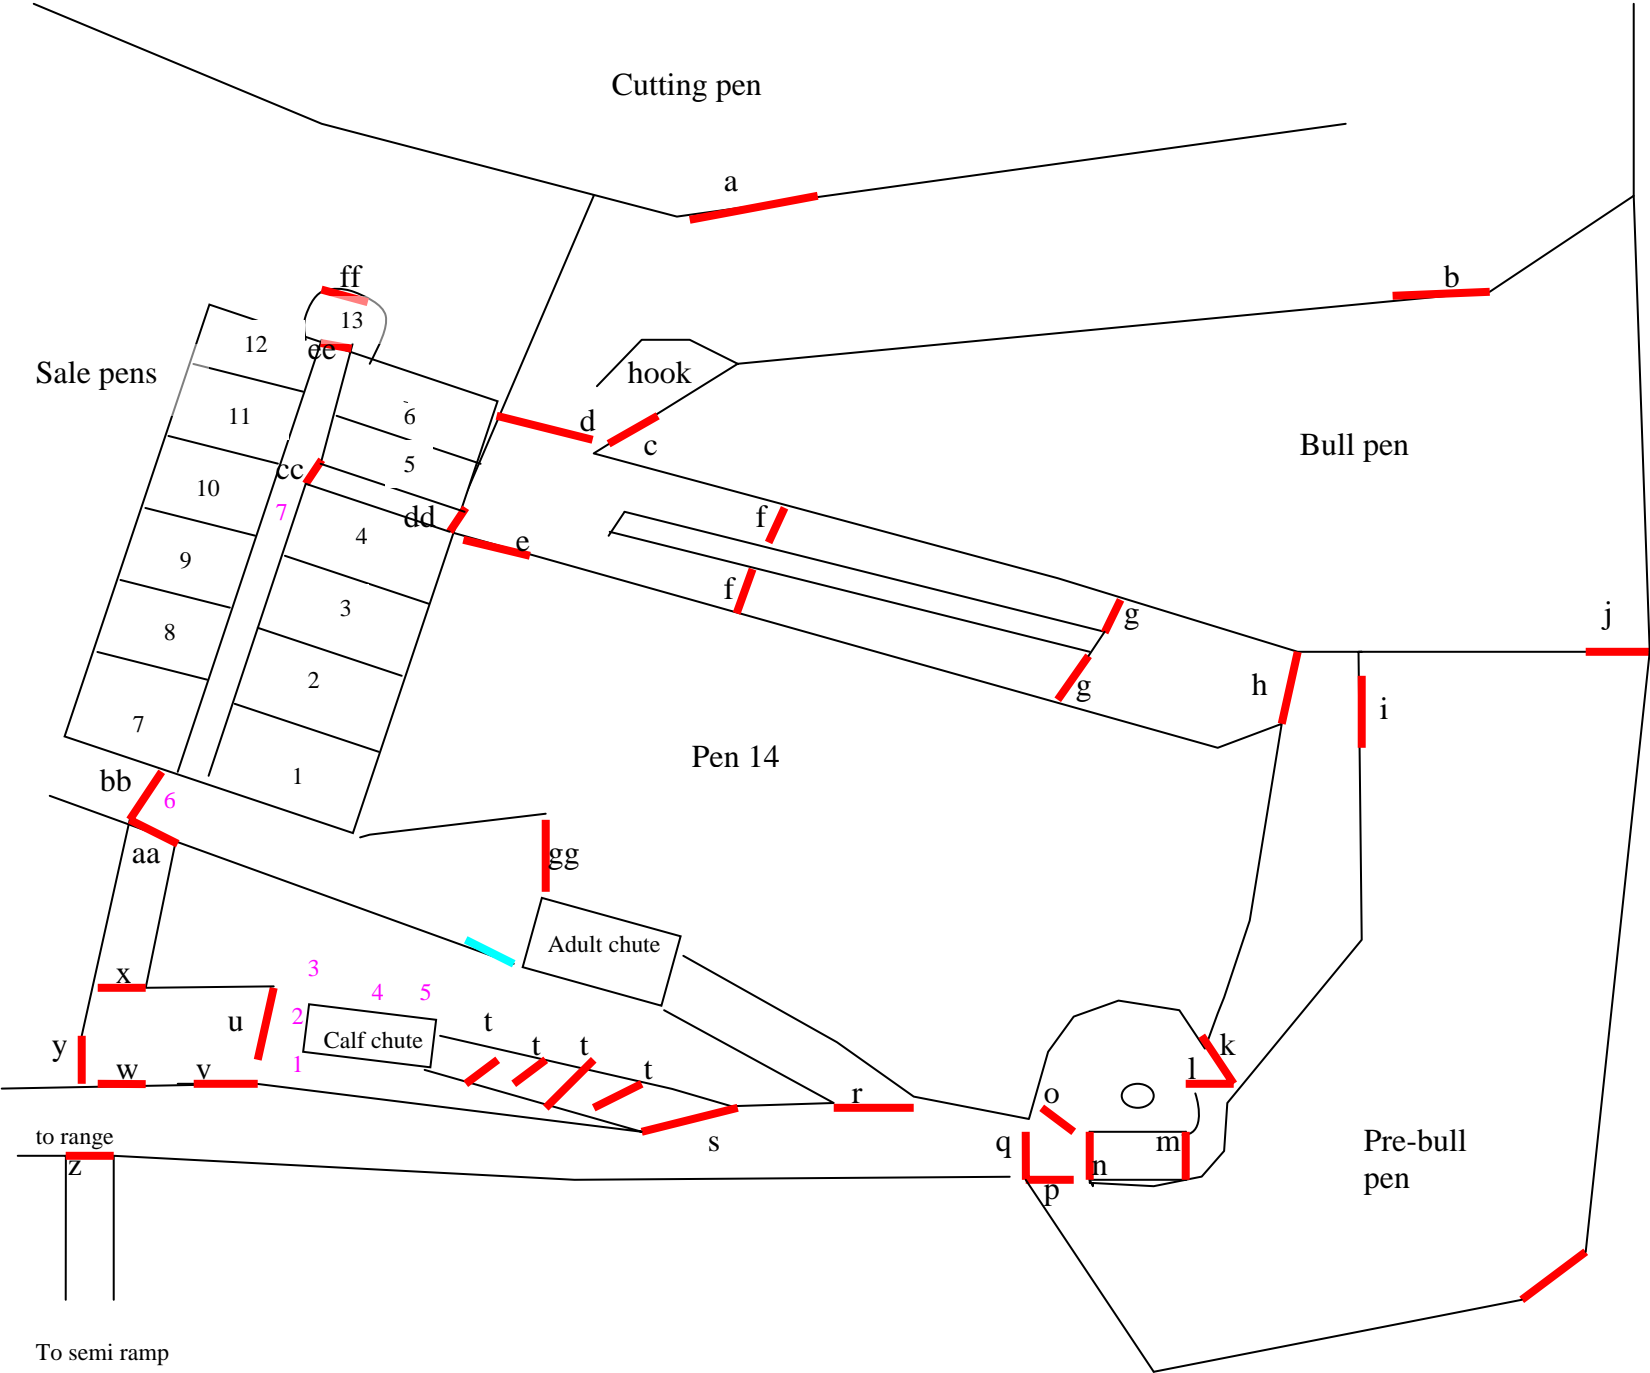 Cutting pen
a
ff
b
13
12
ee
Sale pens
hook
11
6
d
c
Bull pen
5
cc
10
7
dd
f
4
e
9
f
3
j
g
8
2
h
g
i
7
Pen 14
1
bb
6
aa
gg
Adult chute
x
3
4
5
u
2
t
Calf chute
y
t
t
k
1
w
_v
t
l
r
o
to range
s
q
m
Pre-bull
pen
z
n
p
To semi ramp